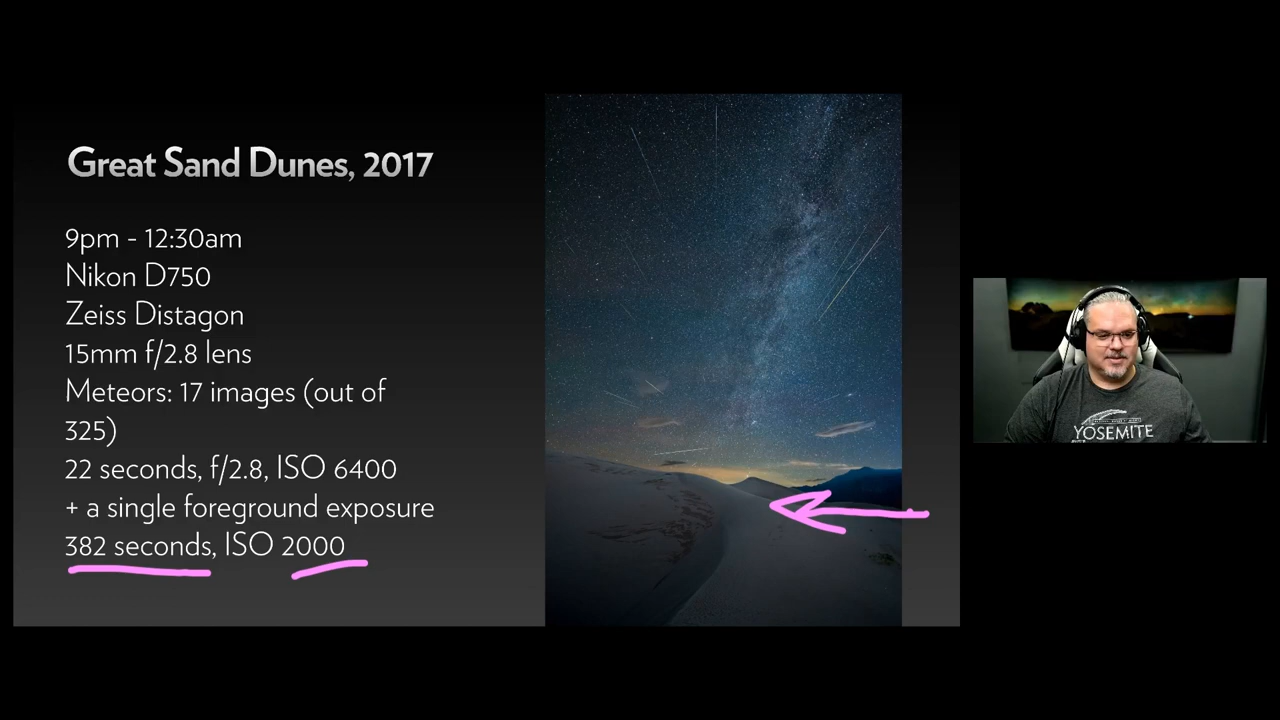 Great Sand Dunes, 2017
9pm - 12:30am
Nikon D750
Zeiss Distagon
15mm f/2.8 lens
Meteors: 17 images (out of
325)
22 seconds, f/2.8, ISO 6400
+ a single foreground exposure
382 seconds, ISO 2000
YOSEMITE